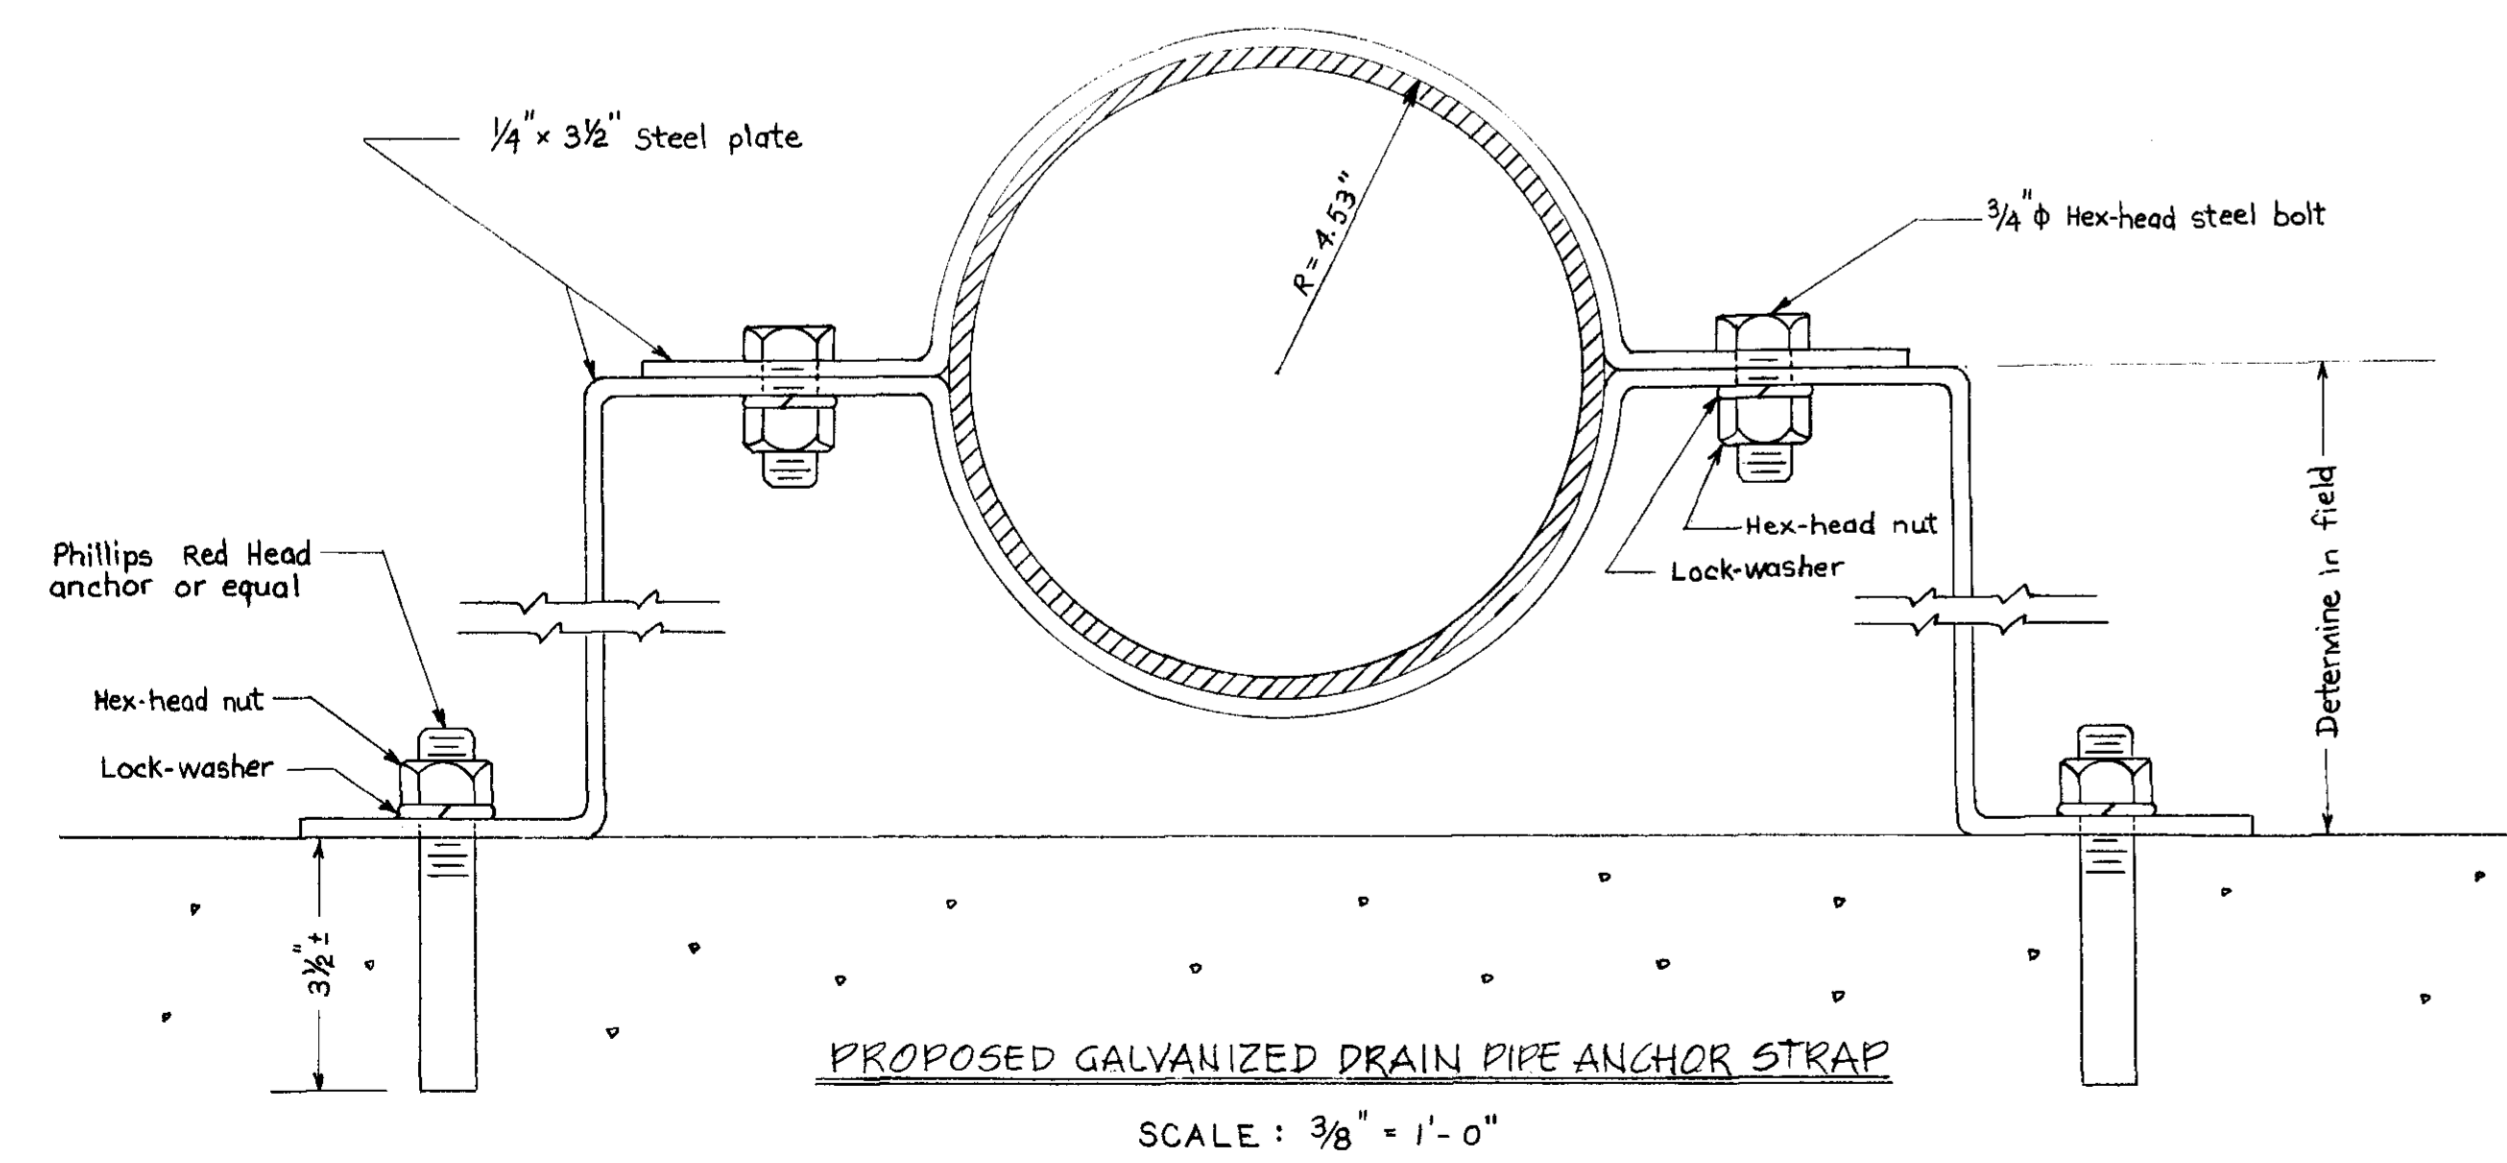 1/4" x 3 1/2" Steel plate
R = 4.53"
3/4" φ Hex-head steel bolt
Hex-head nut
Lock-washer
Determine in field
Phillips Red Head
anchor or equal
Hex-head nut
Lock-washer
3 1/2" ±
PROPOSED GALVANIZED DRAIN PIPE ANCHOR STRAP
SCALE : 3/8" = 1'-0"